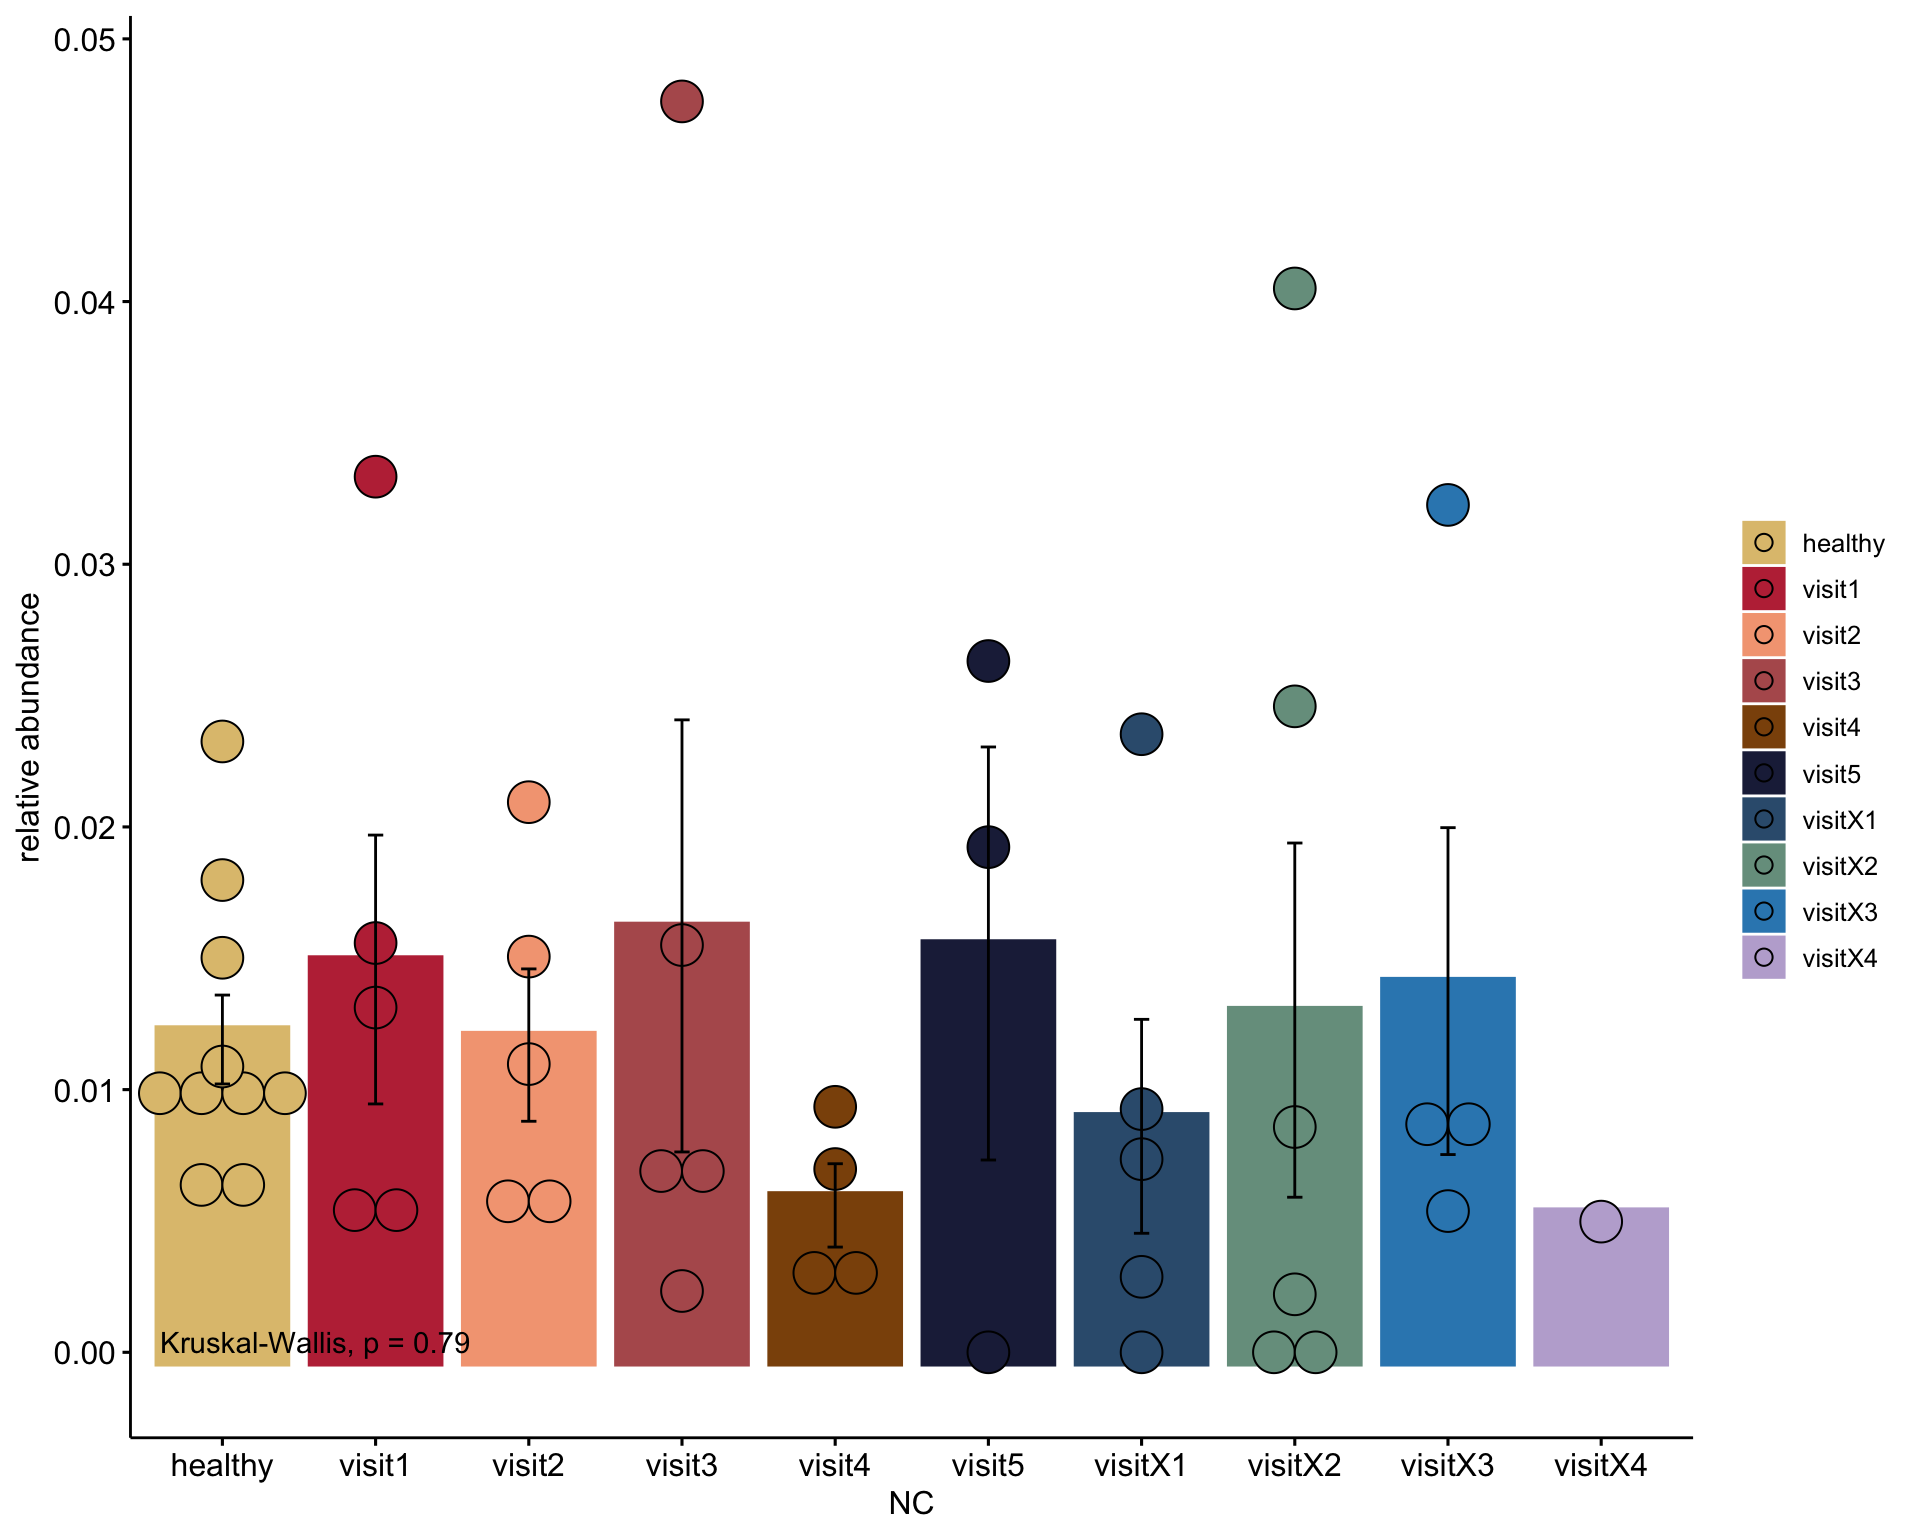 0.05
0.04
0.03
0.02
0.01
0.00
relative abundance
Kruskal-Wallis, p = 0.79
healthy visit1 visit2 visit3 visit4 visit5 visitX1 visitX2 visitX3 visitX4
NC
healthy
visit1
visit2
visit3
visit4
visit5
visitX1
visitX2
visitX3
visitX4